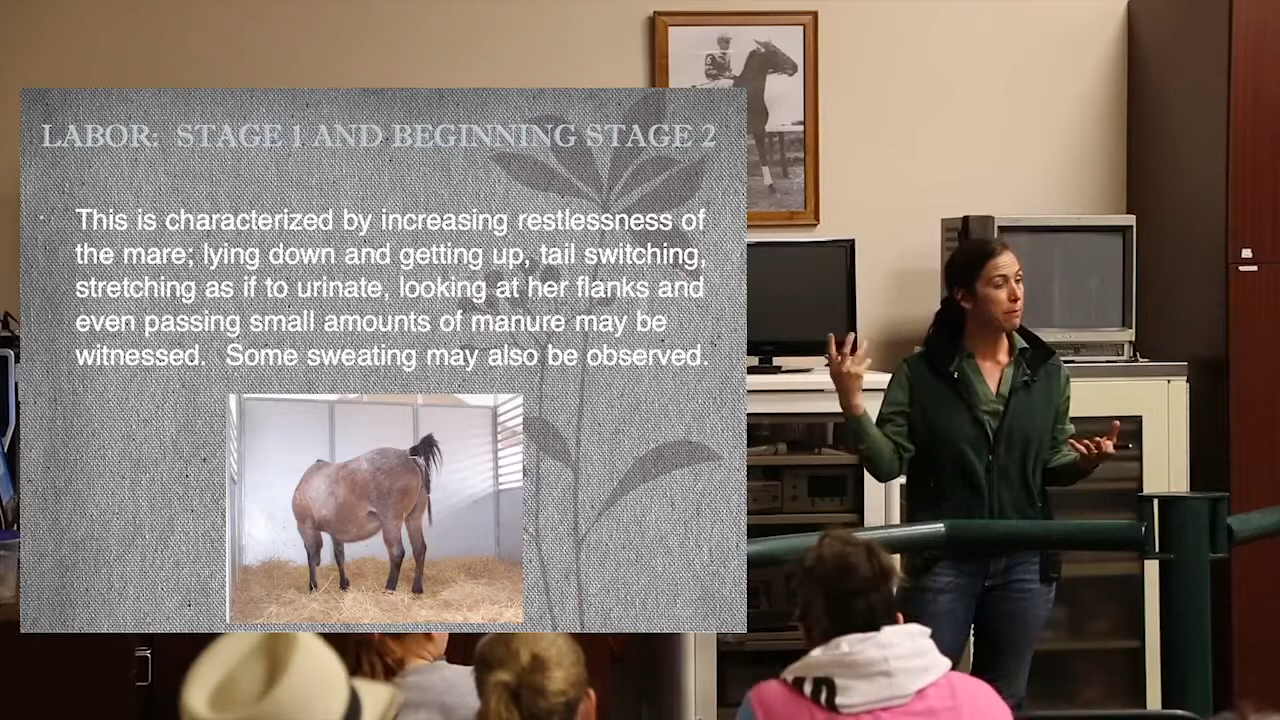 LABOR: STAGE 1 AND BEGINNING STAGE 2
This is characterized by increasing restlessness of
the mare; lying down and getting up, tail switching,
stretching as if to urinate, looking at her flanks and
even passing small amounts of manure may be
witnessed. Some sweating may also be observed.